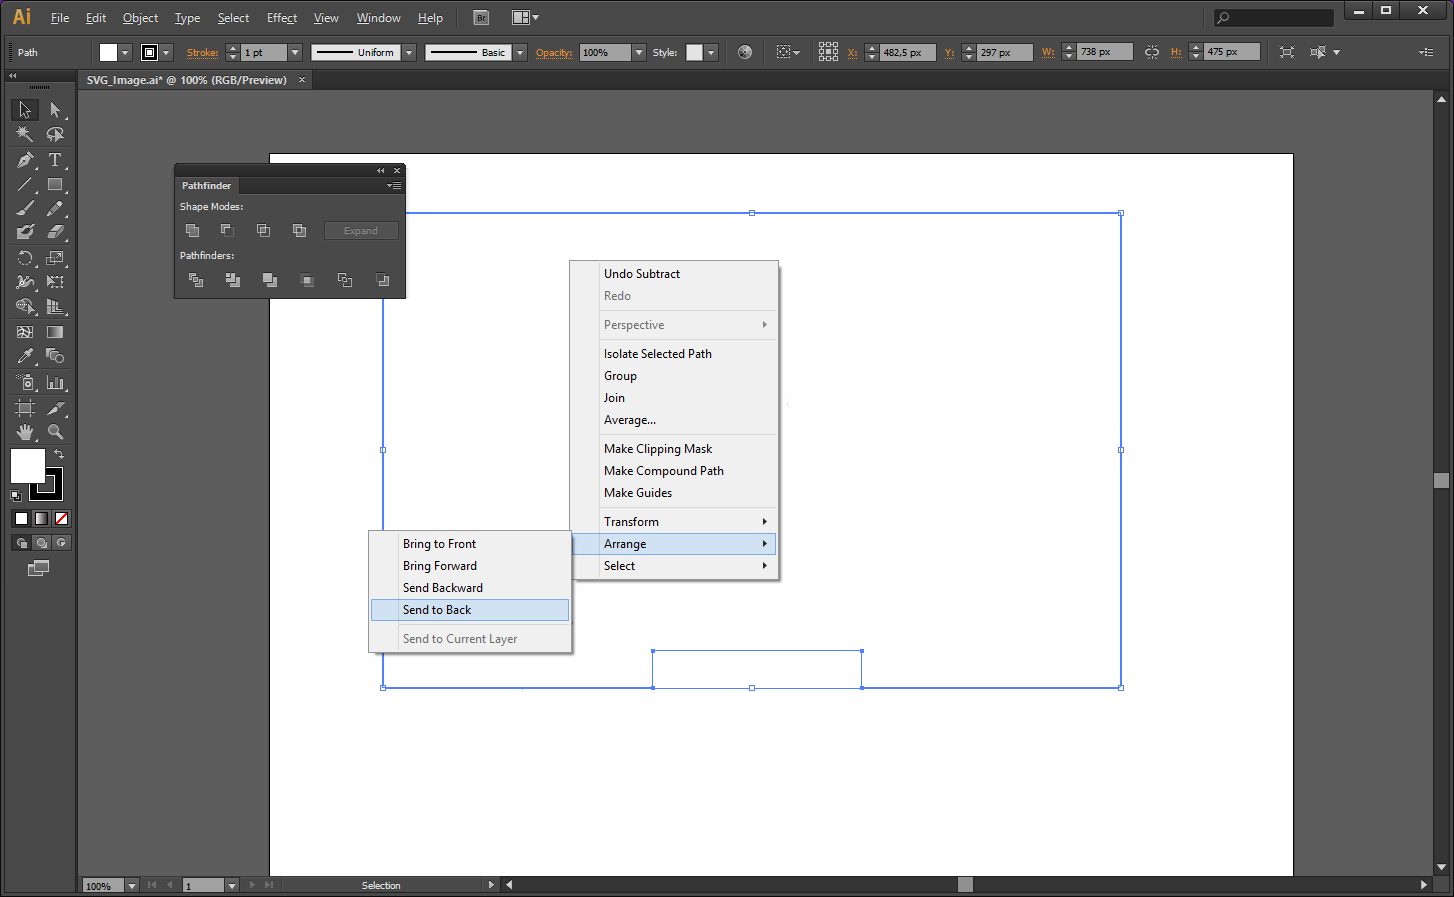 Ai File Edit Object Type Select Effect View Window Help Br
Path Stroke: 1 pt Uniform Basic Opacity: 100% Style: X: 482,5 px Y: 297 px W: 738 px H: 475 px
SVG_Image.ai* @ 100% (RGB/Preview)
Pathfinder
Shape Modes:
Expand
Pathfinders:
Undo Subtract
Redo
Perspective
Isolate Selected Path
Group
Join
Average...
Make Clipping Mask
Make Compound Path
Make Guides
Transform
Arrange
Select
Bring to Front
Bring Forward
Send Backward
Send to Back
Send to Current Layer
100% 1 Selection